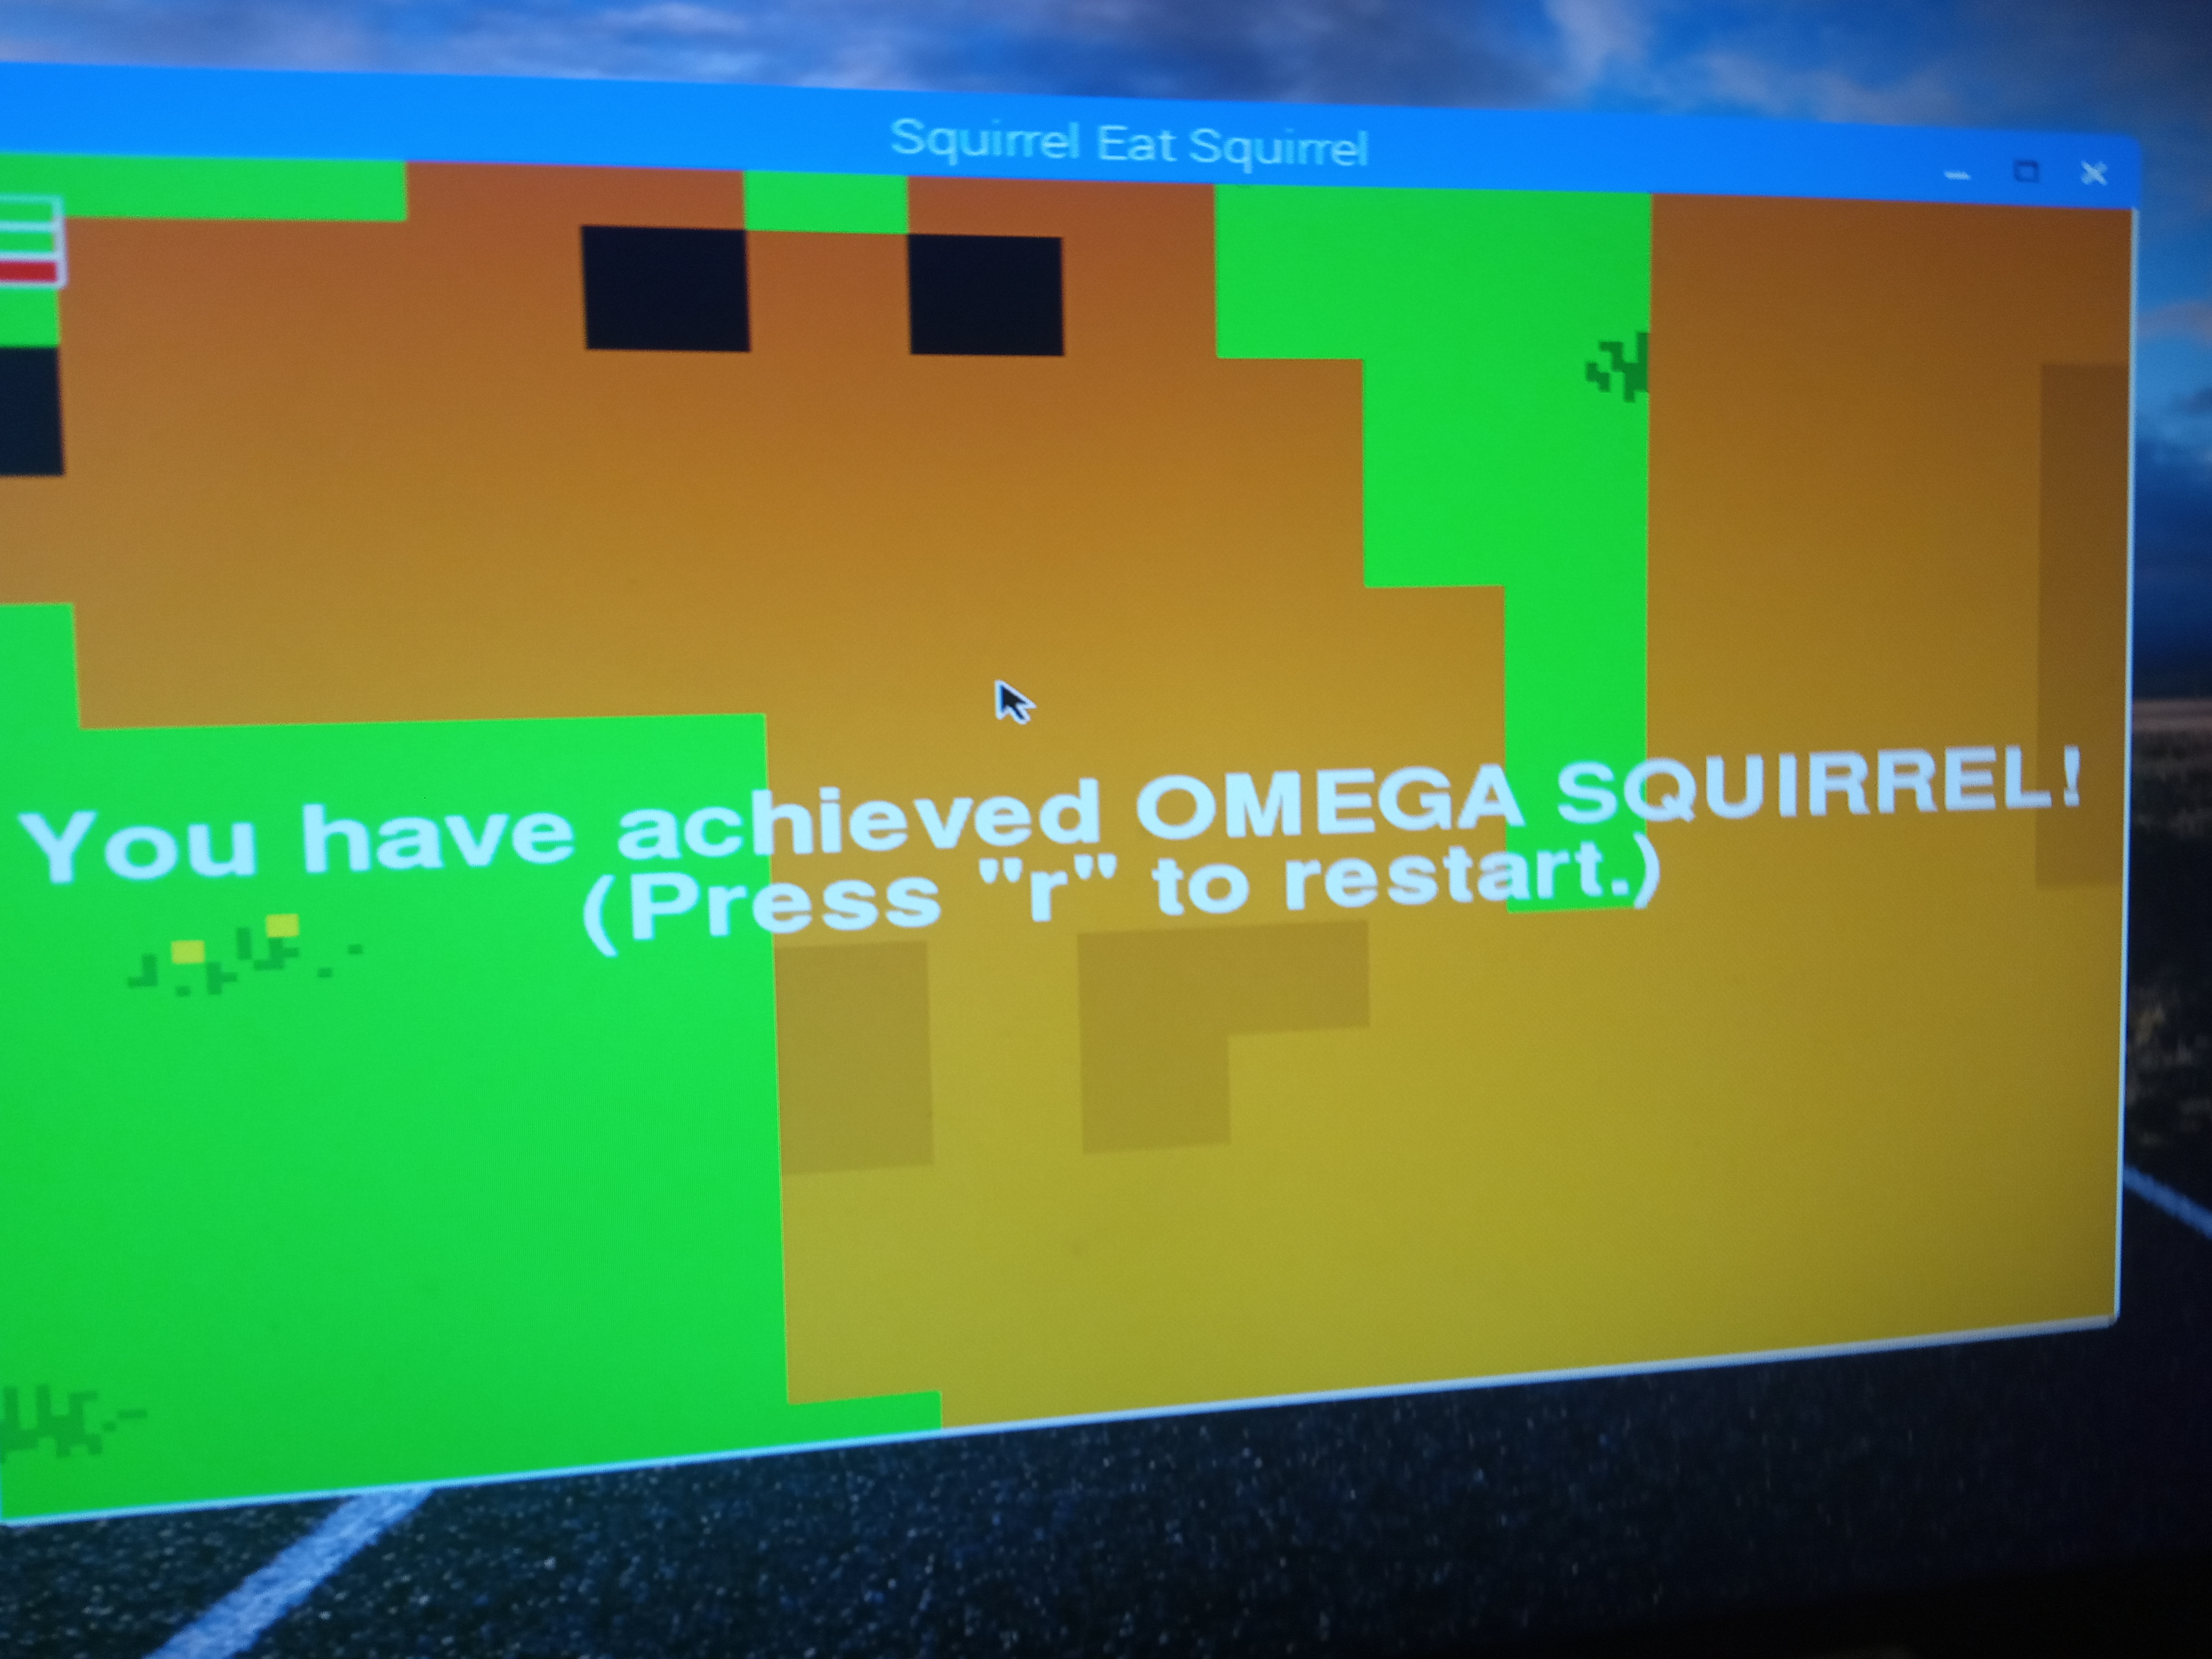 Squirrel Eat Squirrel
You have achieved OMEGA SQUIRREL!
(Press "r" to restart.)